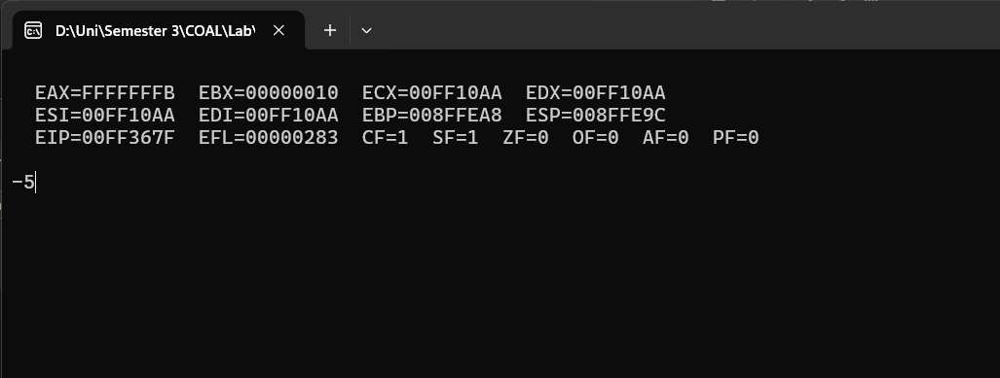 D:\Uni\Semester 3\COAL\Lab\
EAX=FFFFFFFB  EBX=00000010  ECX=00FF10AA  EDX=00FF10AA
ESI=00FF10AA  EDI=00FF10AA  EBP=008FFEA8  ESP=008FFE9C
EIP=00FF367F  EFL=00000283  CF=1  SF=1  ZF=0  OF=0  AF=0  PF=0
-5